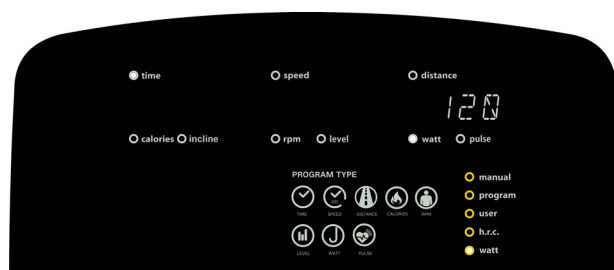 time speed distance
120
calories incline rpm level watt pulse
PROGRAM TYPE
manual
program
user
h.r.c.
watt
TIME SPEED DISTANCE CALORIES RPM
LEVEL WATT PULSE